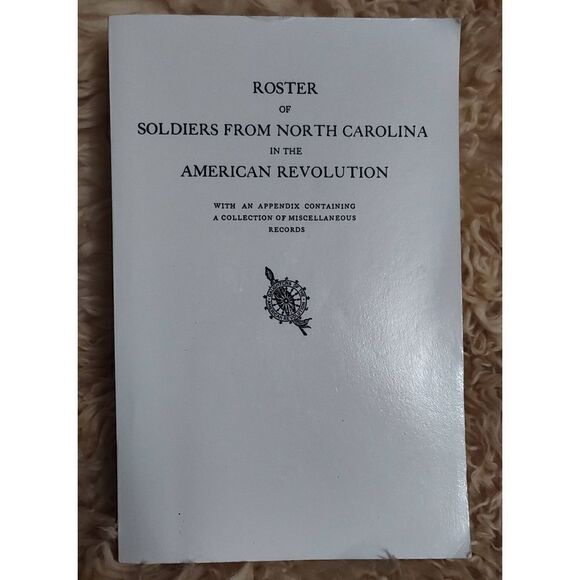 ROSTER
OF
SOLDIERS FROM NORTH CAROLINA
IN THE
AMERICAN REVOLUTION
WITH AN APPENDIX CONTAINING
A COLLECTION OF MISCELLANEOUS
RECORDS